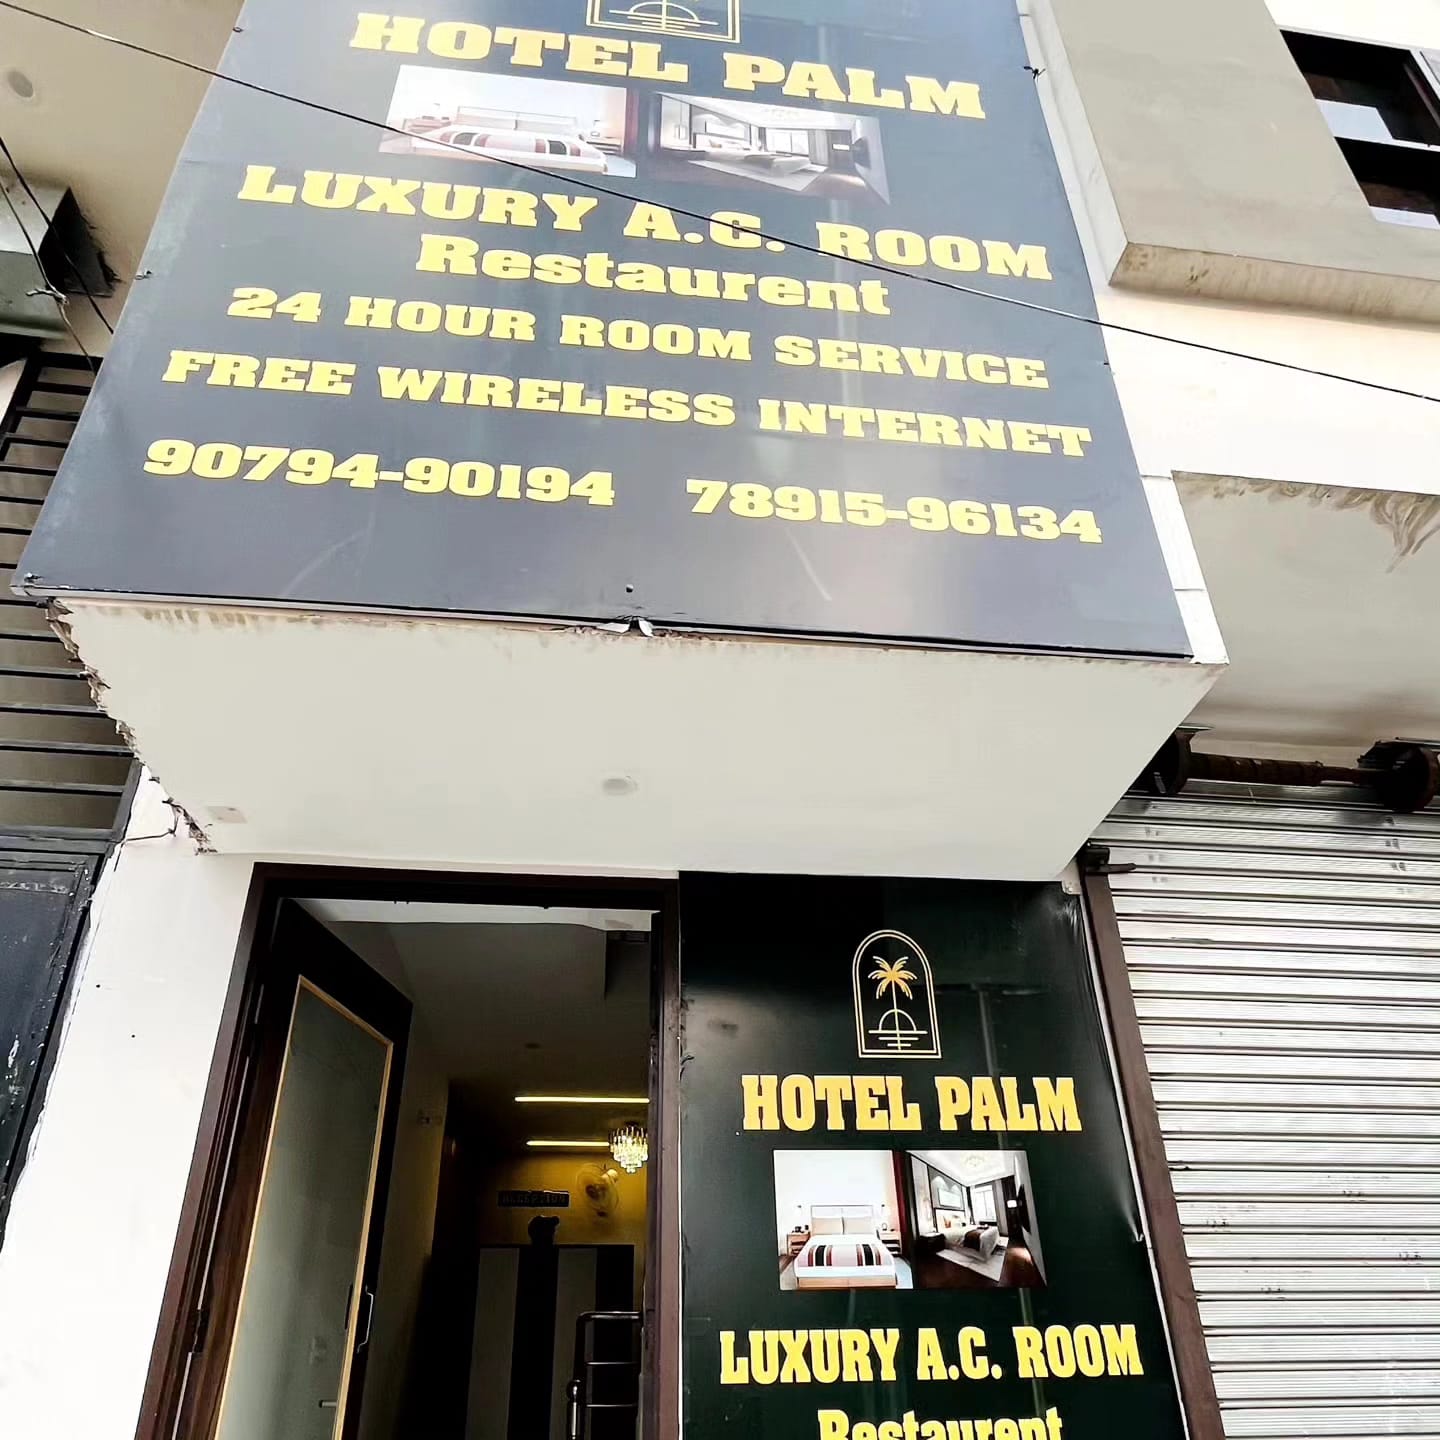 HOTEL PALM
LUXURY A.C. ROOM
Restaurent
24 HOUR ROOM SERVICE
FREE WIRELESS INTERNET
90794-90194 78915-96134
RECEPTION
HOTEL PALM
LUXURY A.C. ROOM
Restaurent